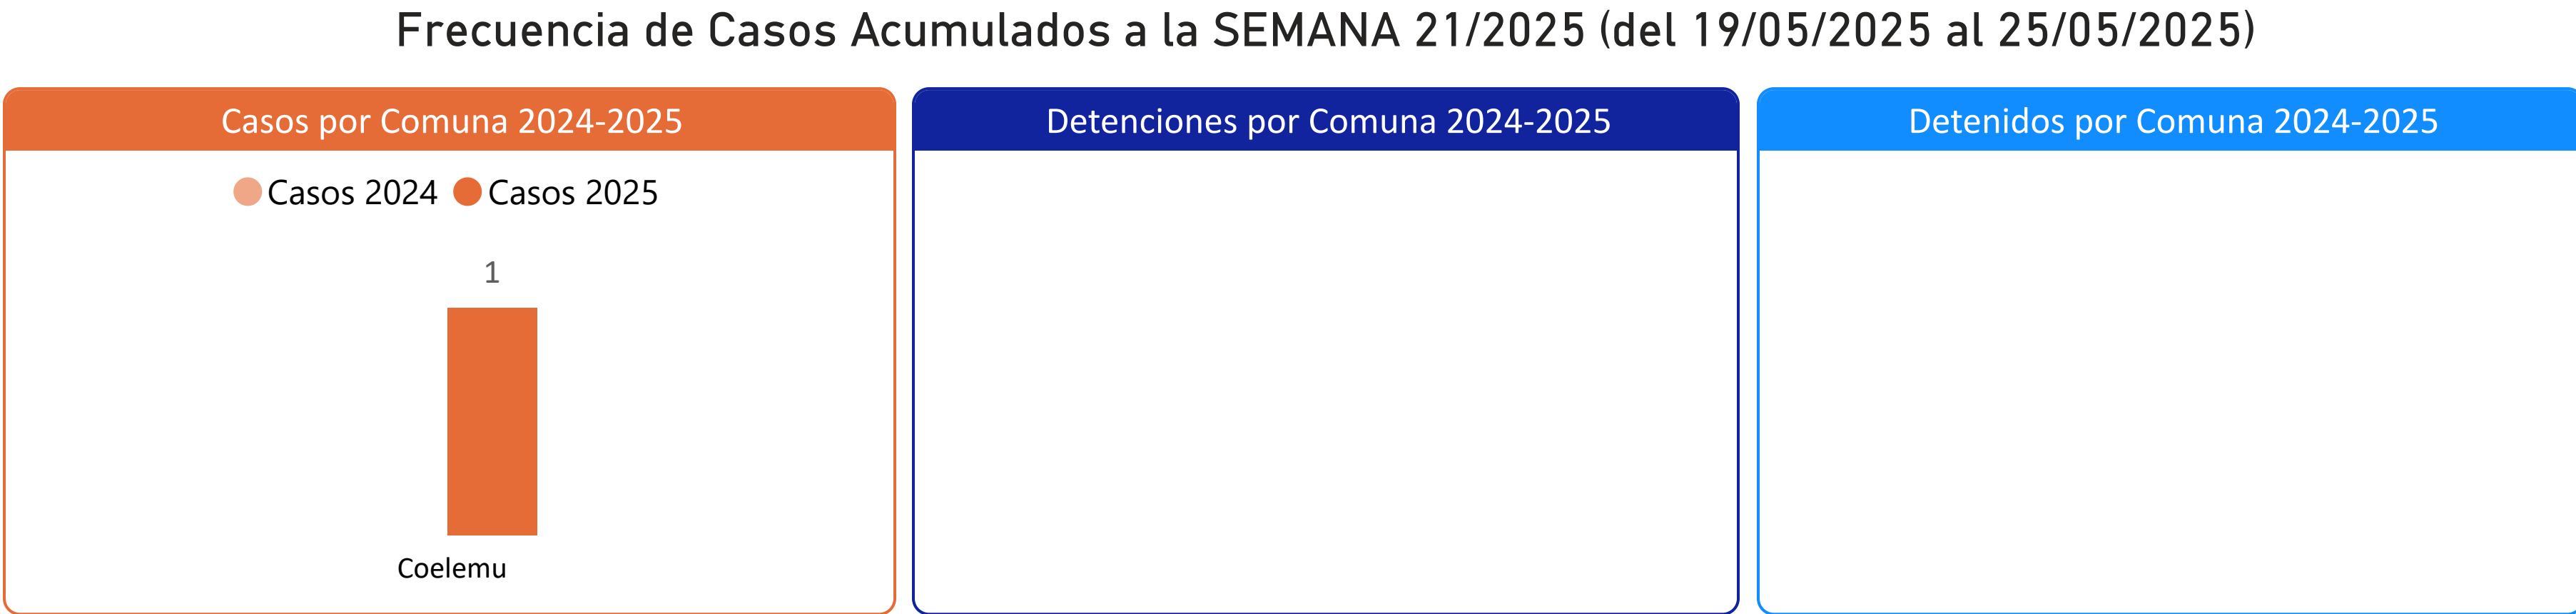 Frecuencia de Casos Acumulados a la SEMANA 21/2025 (del 19/05/2025 al 25/05/2025)
Casos por Comuna 2024-2025
Casos 2024 Casos 2025
1
Coelemu
Detenciones por Comuna 2024-2025
Detenidos por Comuna 2024-2025